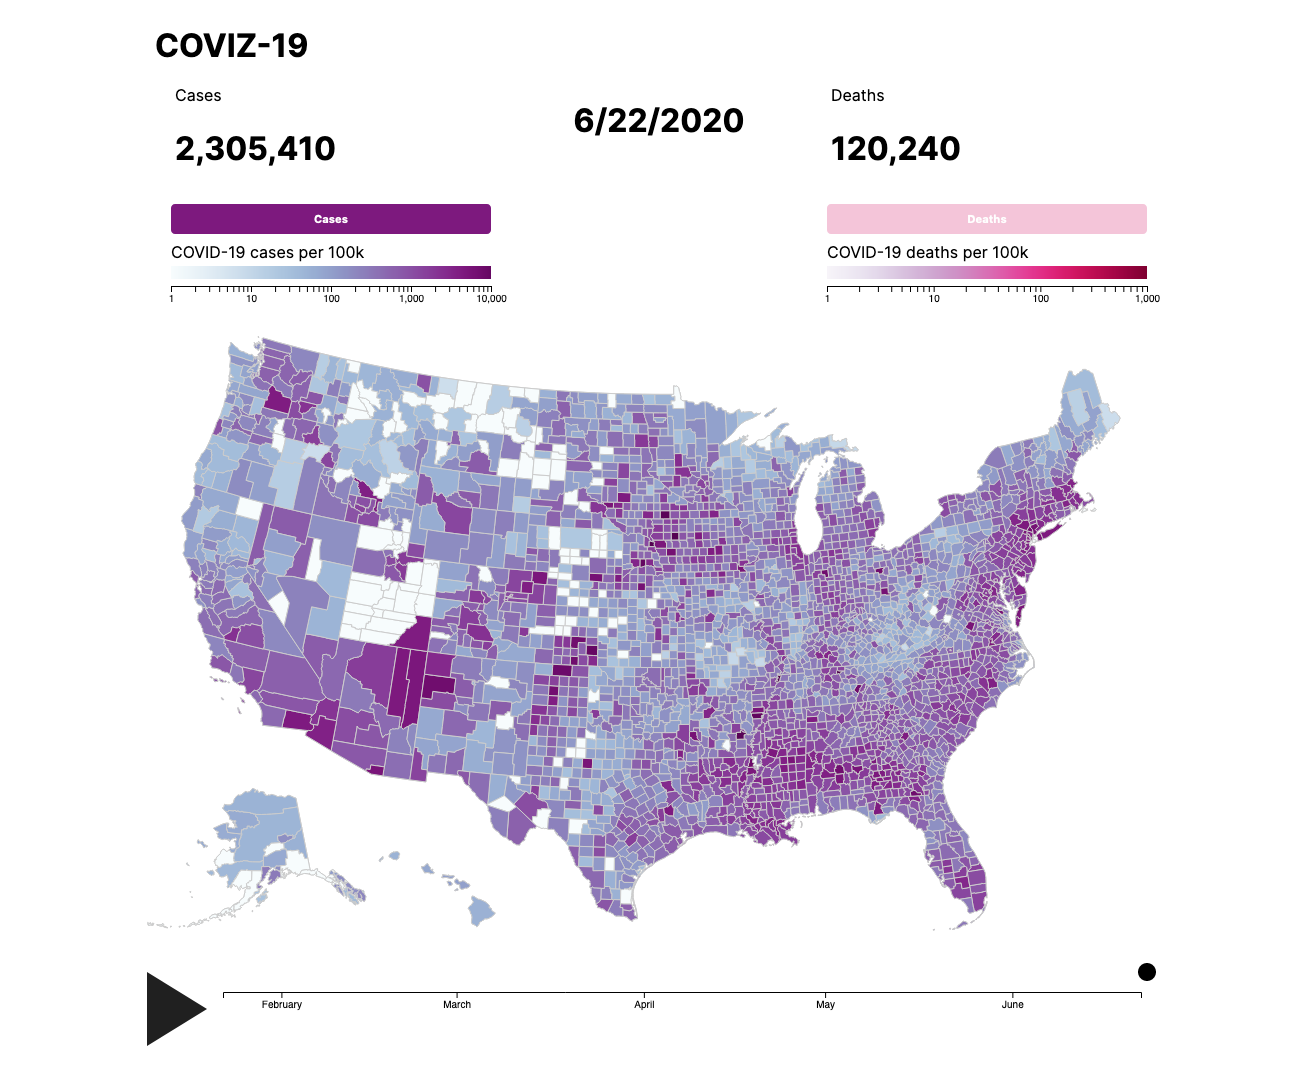 COVIZ-19
Cases
2,305,410
6/22/2020
Deaths
120,240
Cases
COVID-19 cases per 100k
1 10 100 1,000 10,000
Deaths
COVID-19 deaths per 100k
1 10 100 1,000
February March April May June